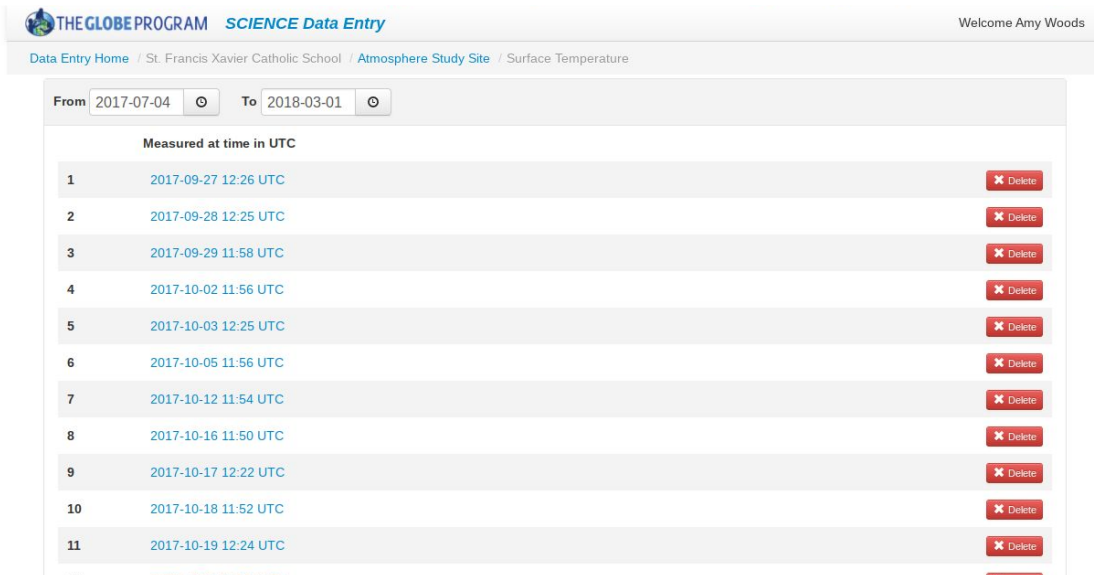 THE GLOBE PROGRAM SCIENCE Data Entry Welcome Amy Woods
Data Entry Home / St. Francis Xavier Catholic School / Atmosphere Study Site / Surface Temperature
From 2017-07-04 To 2018-03-01
Measured at time in UTC
1 2017-09-27 12:26 UTC Delete
2 2017-09-28 12:25 UTC Delete
3 2017-09-29 11:58 UTC Delete
4 2017-10-02 11:56 UTC Delete
5 2017-10-03 12:25 UTC Delete
6 2017-10-05 11:56 UTC Delete
7 2017-10-12 11:54 UTC Delete
8 2017-10-16 11:50 UTC Delete
9 2017-10-17 12:22 UTC Delete
10 2017-10-18 11:52 UTC Delete
11 2017-10-19 12:24 UTC Delete